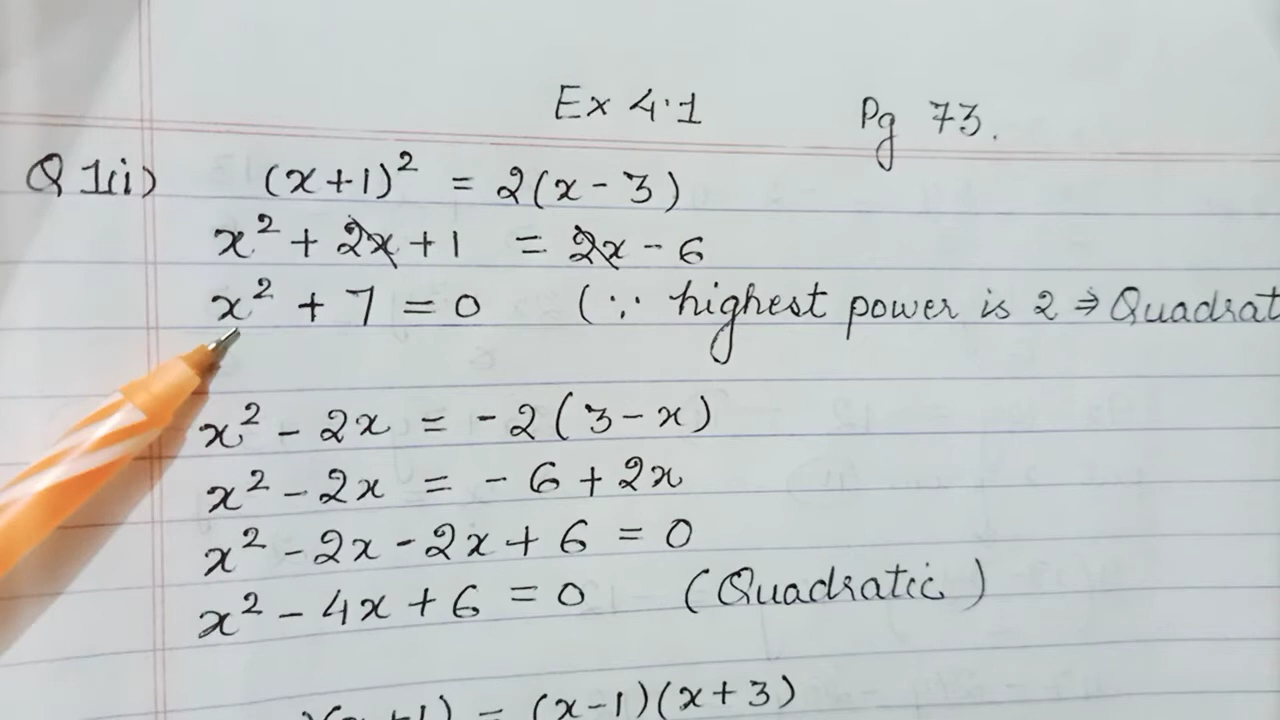 Ex 4.1 Pg 73.
Q 1(i) (x+1)² = 2(x - 3)
x² + 2x + 1 = 2x - 6
x² + 7 = 0 (∵ highest power is 2 ⇒ Quadrat
x² - 2x = -2(3 - x)
x² - 2x = - 6 + 2x
x² - 2x - 2x + 6 = 0
x² - 4x + 6 = 0 (Quadratic)
= (x-1)(x+3)